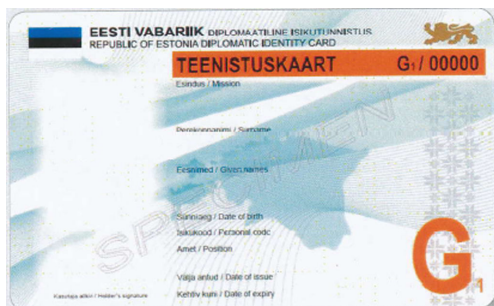 EESTI VABARIIK DIPLOMAATILINE ISIKUTUNNISTUS
REPUBLIC OF ESTONIA DIPLOMATIC IDENTITY CARD
TEENISTUSKAART G1/ 00000
Esindus / Mission
Perekonnanimi / Surname
Eesnimed / Given names
SPECIMEN
Sünniaeg / Date of birth
Isikukood / Personal code
Amet / Position
Välja antud / Date of issue
Kasutaja allkiri / Holder's signature
Kehtiv kuni / Date of expiry
G1